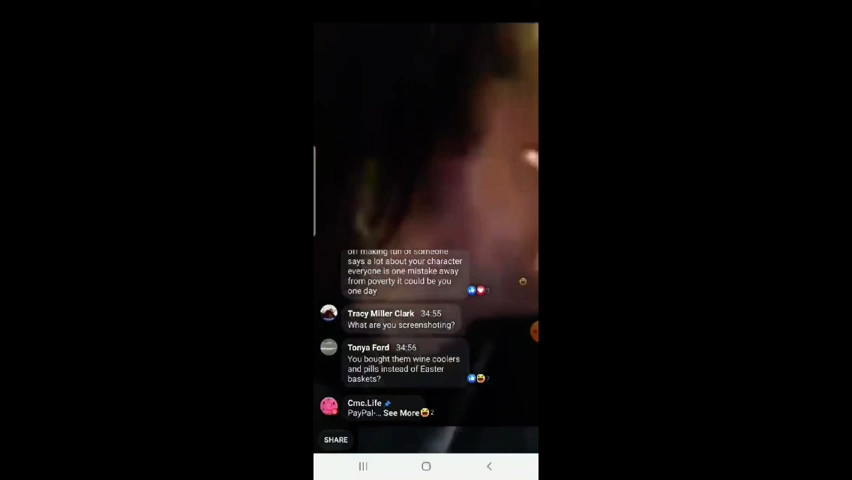 off making fun of someone
says a lot about your character
everyone is one mistake away
from poverty it could be you
one day
Tracy Miller Clark 34:55
What are you screenshoting?
Tonya Ford 34:56
You bought them wine coolers
and pills instead of Easter
baskets?
Cmc.Life
PayPal-... See More 2
SHARE